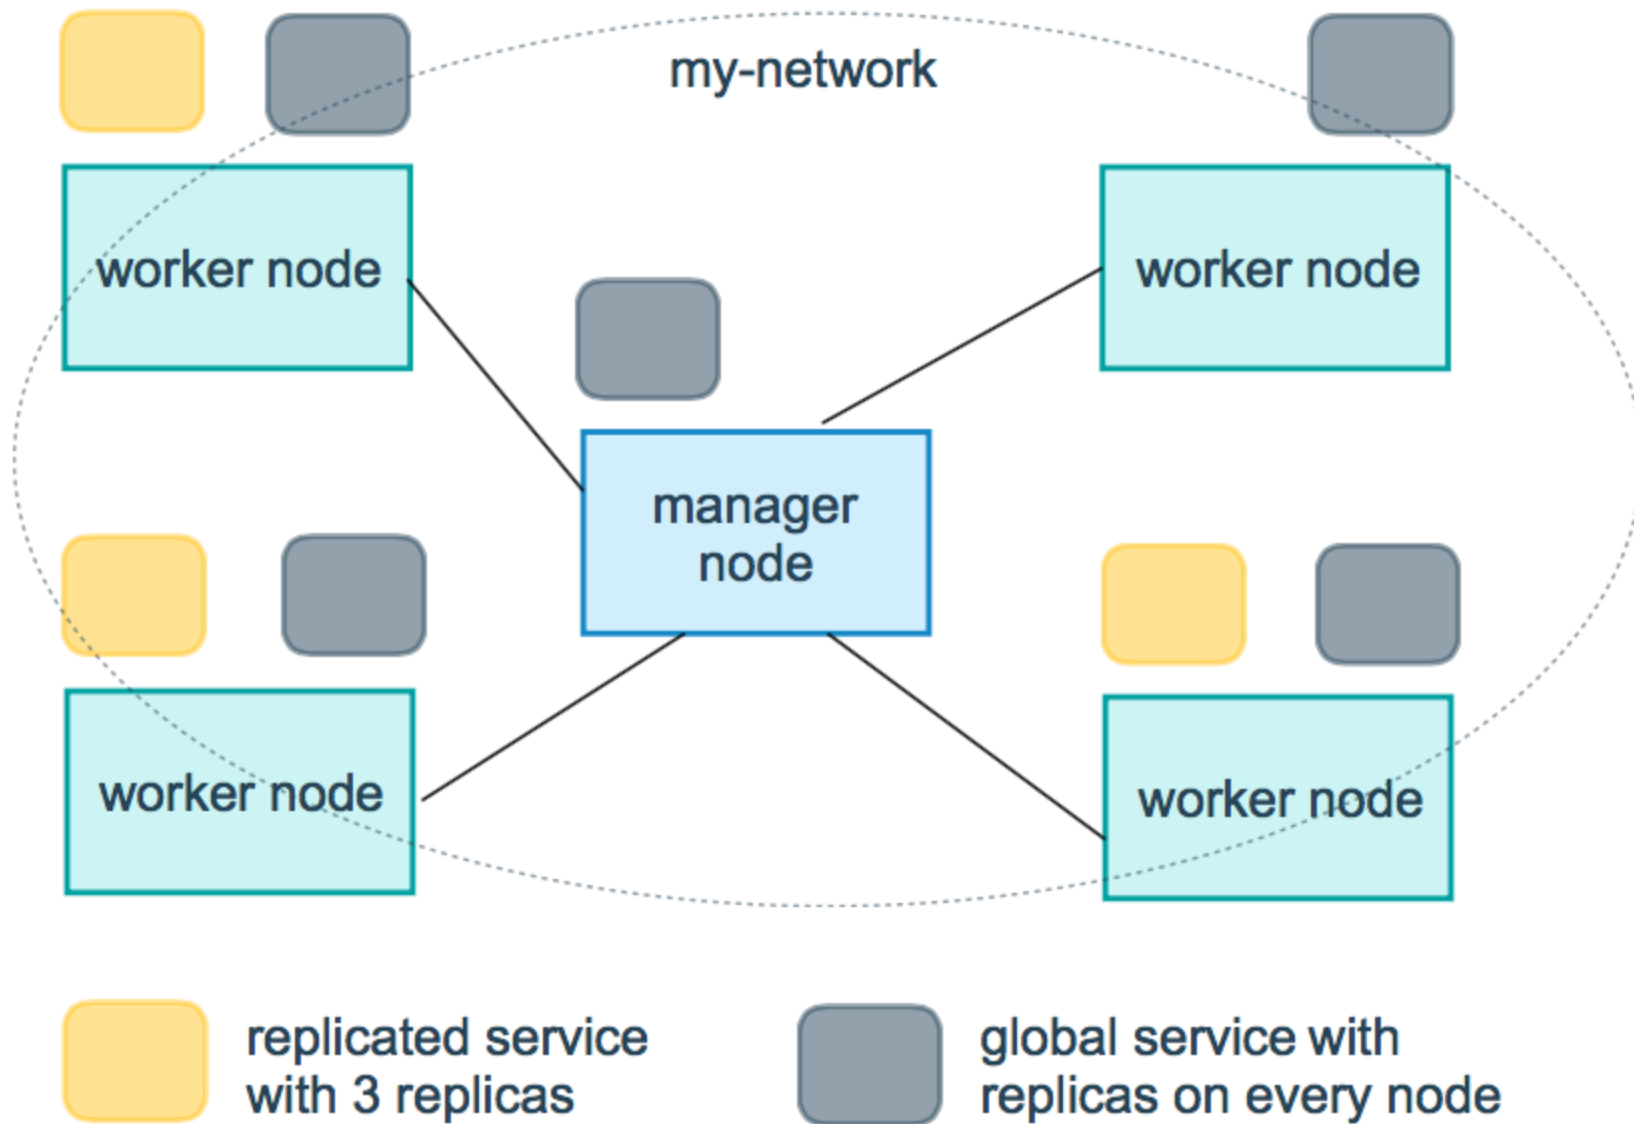 my-network
worker node
worker node
manager
node
worker node
worker node
replicated service
with 3 replicas
global service with
replicas on every node